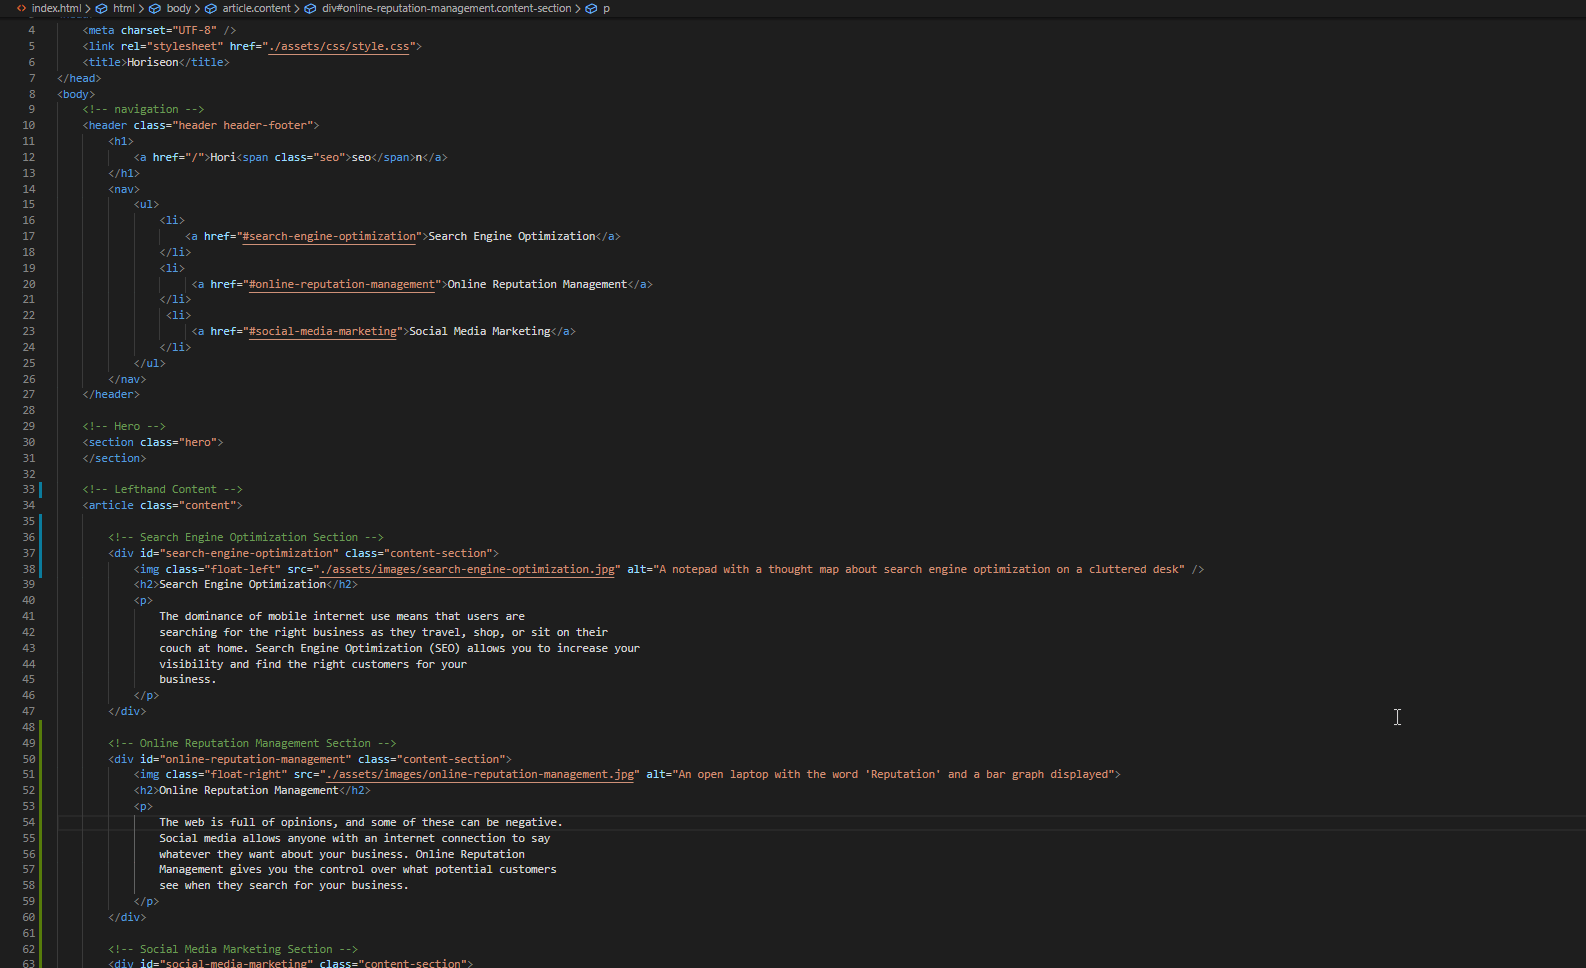 index.html > html > body > article.content > div#online-reputation-management.content-section > p
4 <meta charset="UTF-8" />
5 <link rel="stylesheet" href="./assets/css/style.css">
6 <title>Horiseon</title>
7 </head>
8 <body>
9 <!-- navigation -->
10 <header class="header header-footer">
11 <h1>
12 <a href="/">Hori<span class="seo">seo</span>n</a>
13 </h1>
14 <nav>
15 <ul>
16 <li>
17 <a href="#search-engine-optimization">Search Engine Optimization</a>
18 </li>
19 <li>
20 <a href="#online-reputation-management">Online Reputation Management</a>
21 </li>
22 <li>
23 <a href="#social-media-marketing">Social Media Marketing</a>
24 </li>
25 </ul>
26 </nav>
27 </header>
28
29 <!-- Hero -->
30 <section class="hero">
31 </section>
32
33 <!-- Lefthand Content -->
34 <article class="content">
35
36 <!-- Search Engine Optimization Section -->
37 <div id="search-engine-optimization" class="content-section">
38 <img class="float-left" src="./assets/images/search-engine-optimization.jpg" alt="A notepad with a thought map about search engine optimization on a cluttered desk" />
39 <h2>Search Engine Optimization</h2>
40 <p>
41 The dominance of mobile internet use means that users are
42 searching for the right business as they travel, shop, or sit on their
43 couch at home. Search Engine Optimization (SEO) allows you to increase your
44 visibility and find the right customers for your
45 business.
46 </p>
47 </div>
48
49 <!-- Online Reputation Management Section -->
50 <div id="online-reputation-management" class="content-section">
51 <img class="float-right" src="./assets/images/online-reputation-management.jpg" alt="An open laptop with the word 'Reputation' and a bar graph displayed">
52 <h2>Online Reputation Management</h2>
53 <p>
54 The web is full of opinions, and some of these can be negative.
55 Social media allows anyone with an internet connection to say
56 whatever they want about your business. Online Reputation
57 Management gives you the control over what potential customers
58 see when they search for your business.
59 </p>
60 </div>
61
62 <!-- Social Media Marketing Section -->
63 <div id="social-media-marketing" class="content-section">